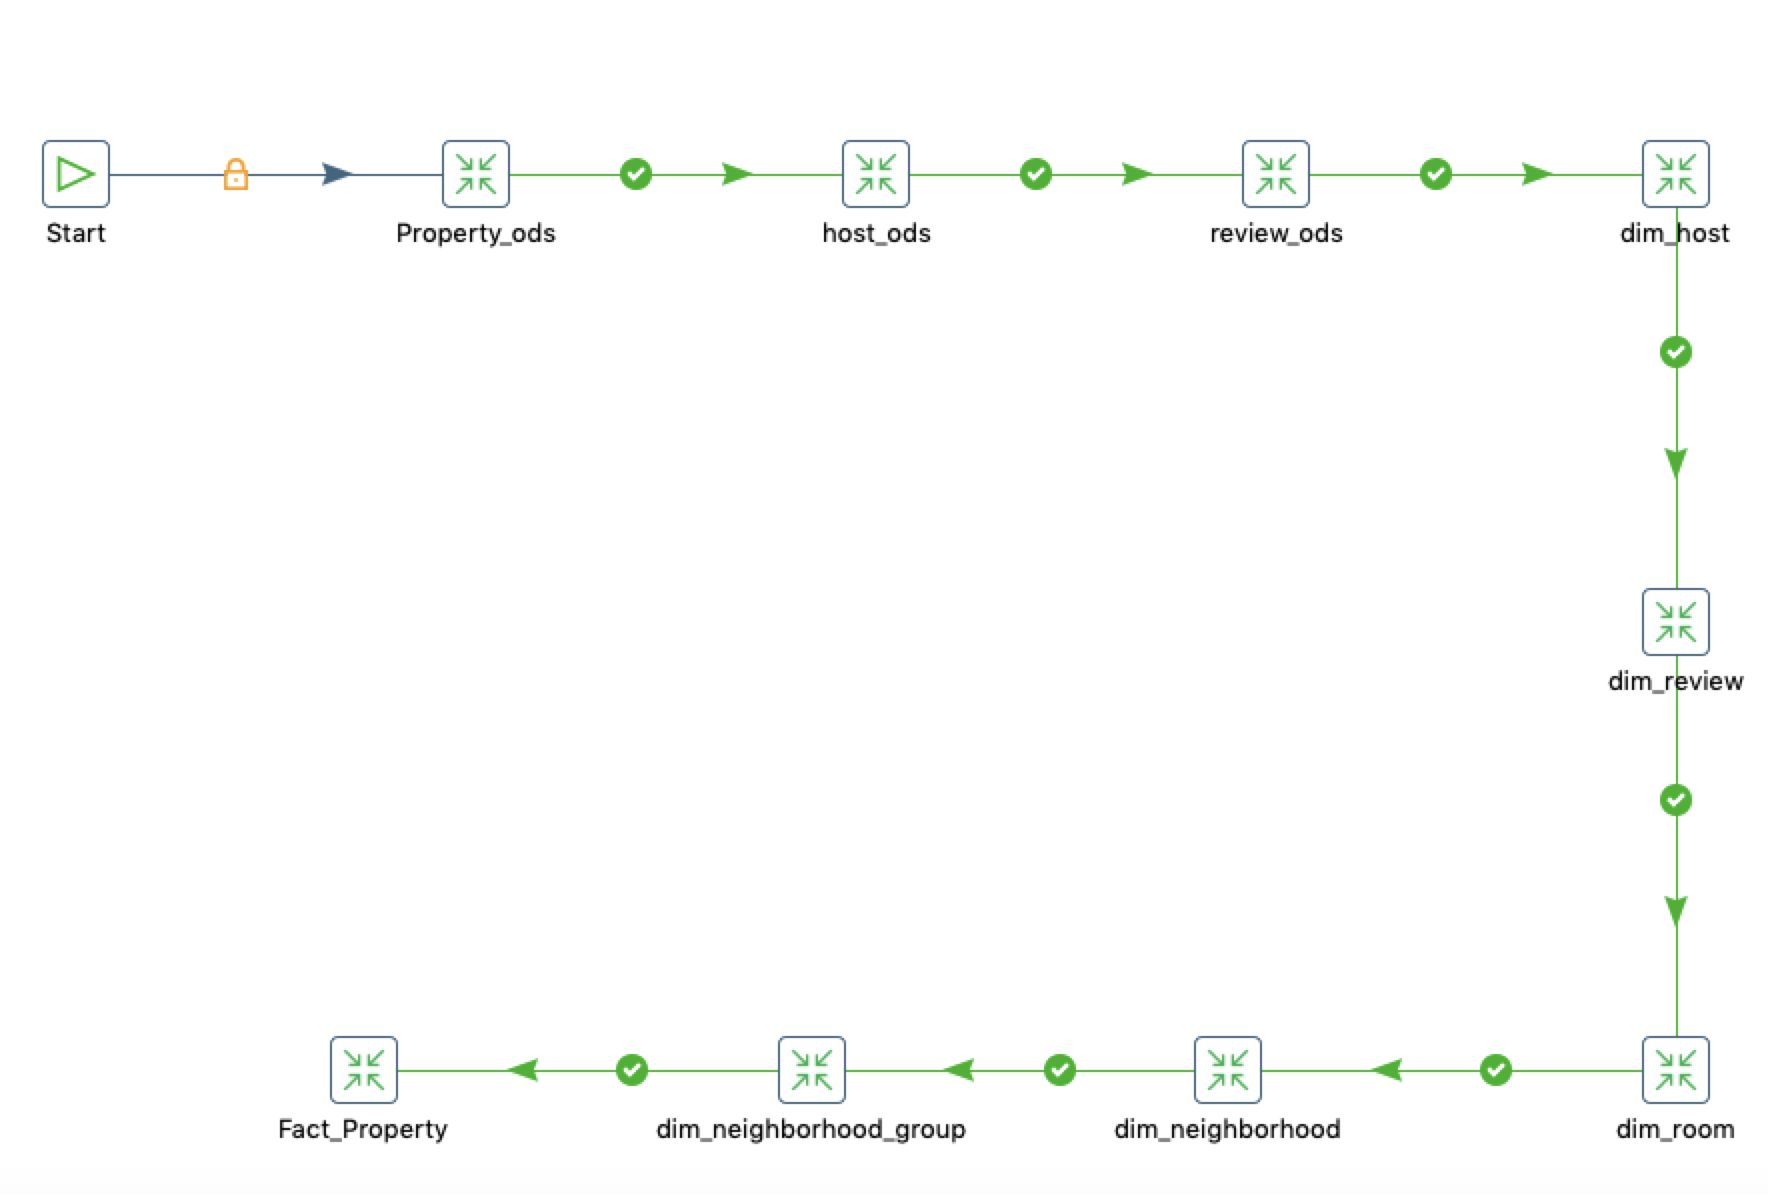 Start
Property_ods
host_ods
review_ods
dim_host
dim_review
Fact_Property
dim_neighborhood_group
dim_neighborhood
dim_room